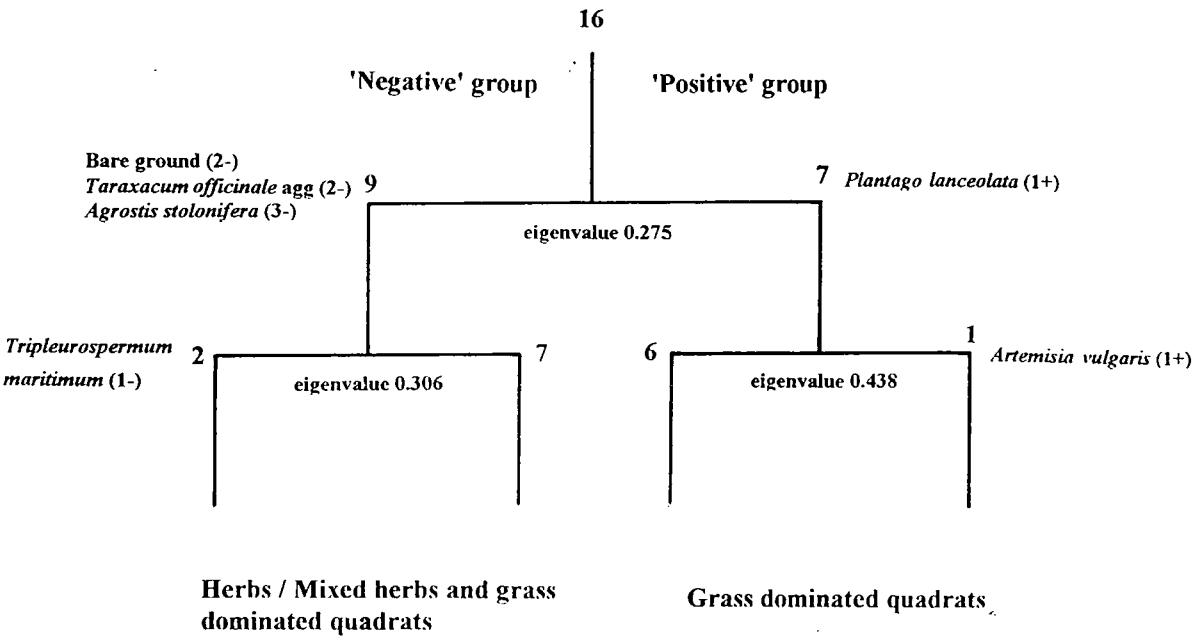 16
'Negative' group
'Positive' group
Bare ground (2-)
Taraxacum officinale agg (2-)
Agrostis stolonifera (3-)
9
7
Plantago lanceolata (1+)
eigenvalue 0.275
Tripleurospermum
maritimum (1-)
2
7
eigenvalue 0.306
6
1
Artemisia vulgaris (1+)
eigenvalue 0.438
Herbs / Mixed herbs and grass
dominated quadrats
Grass dominated quadrats